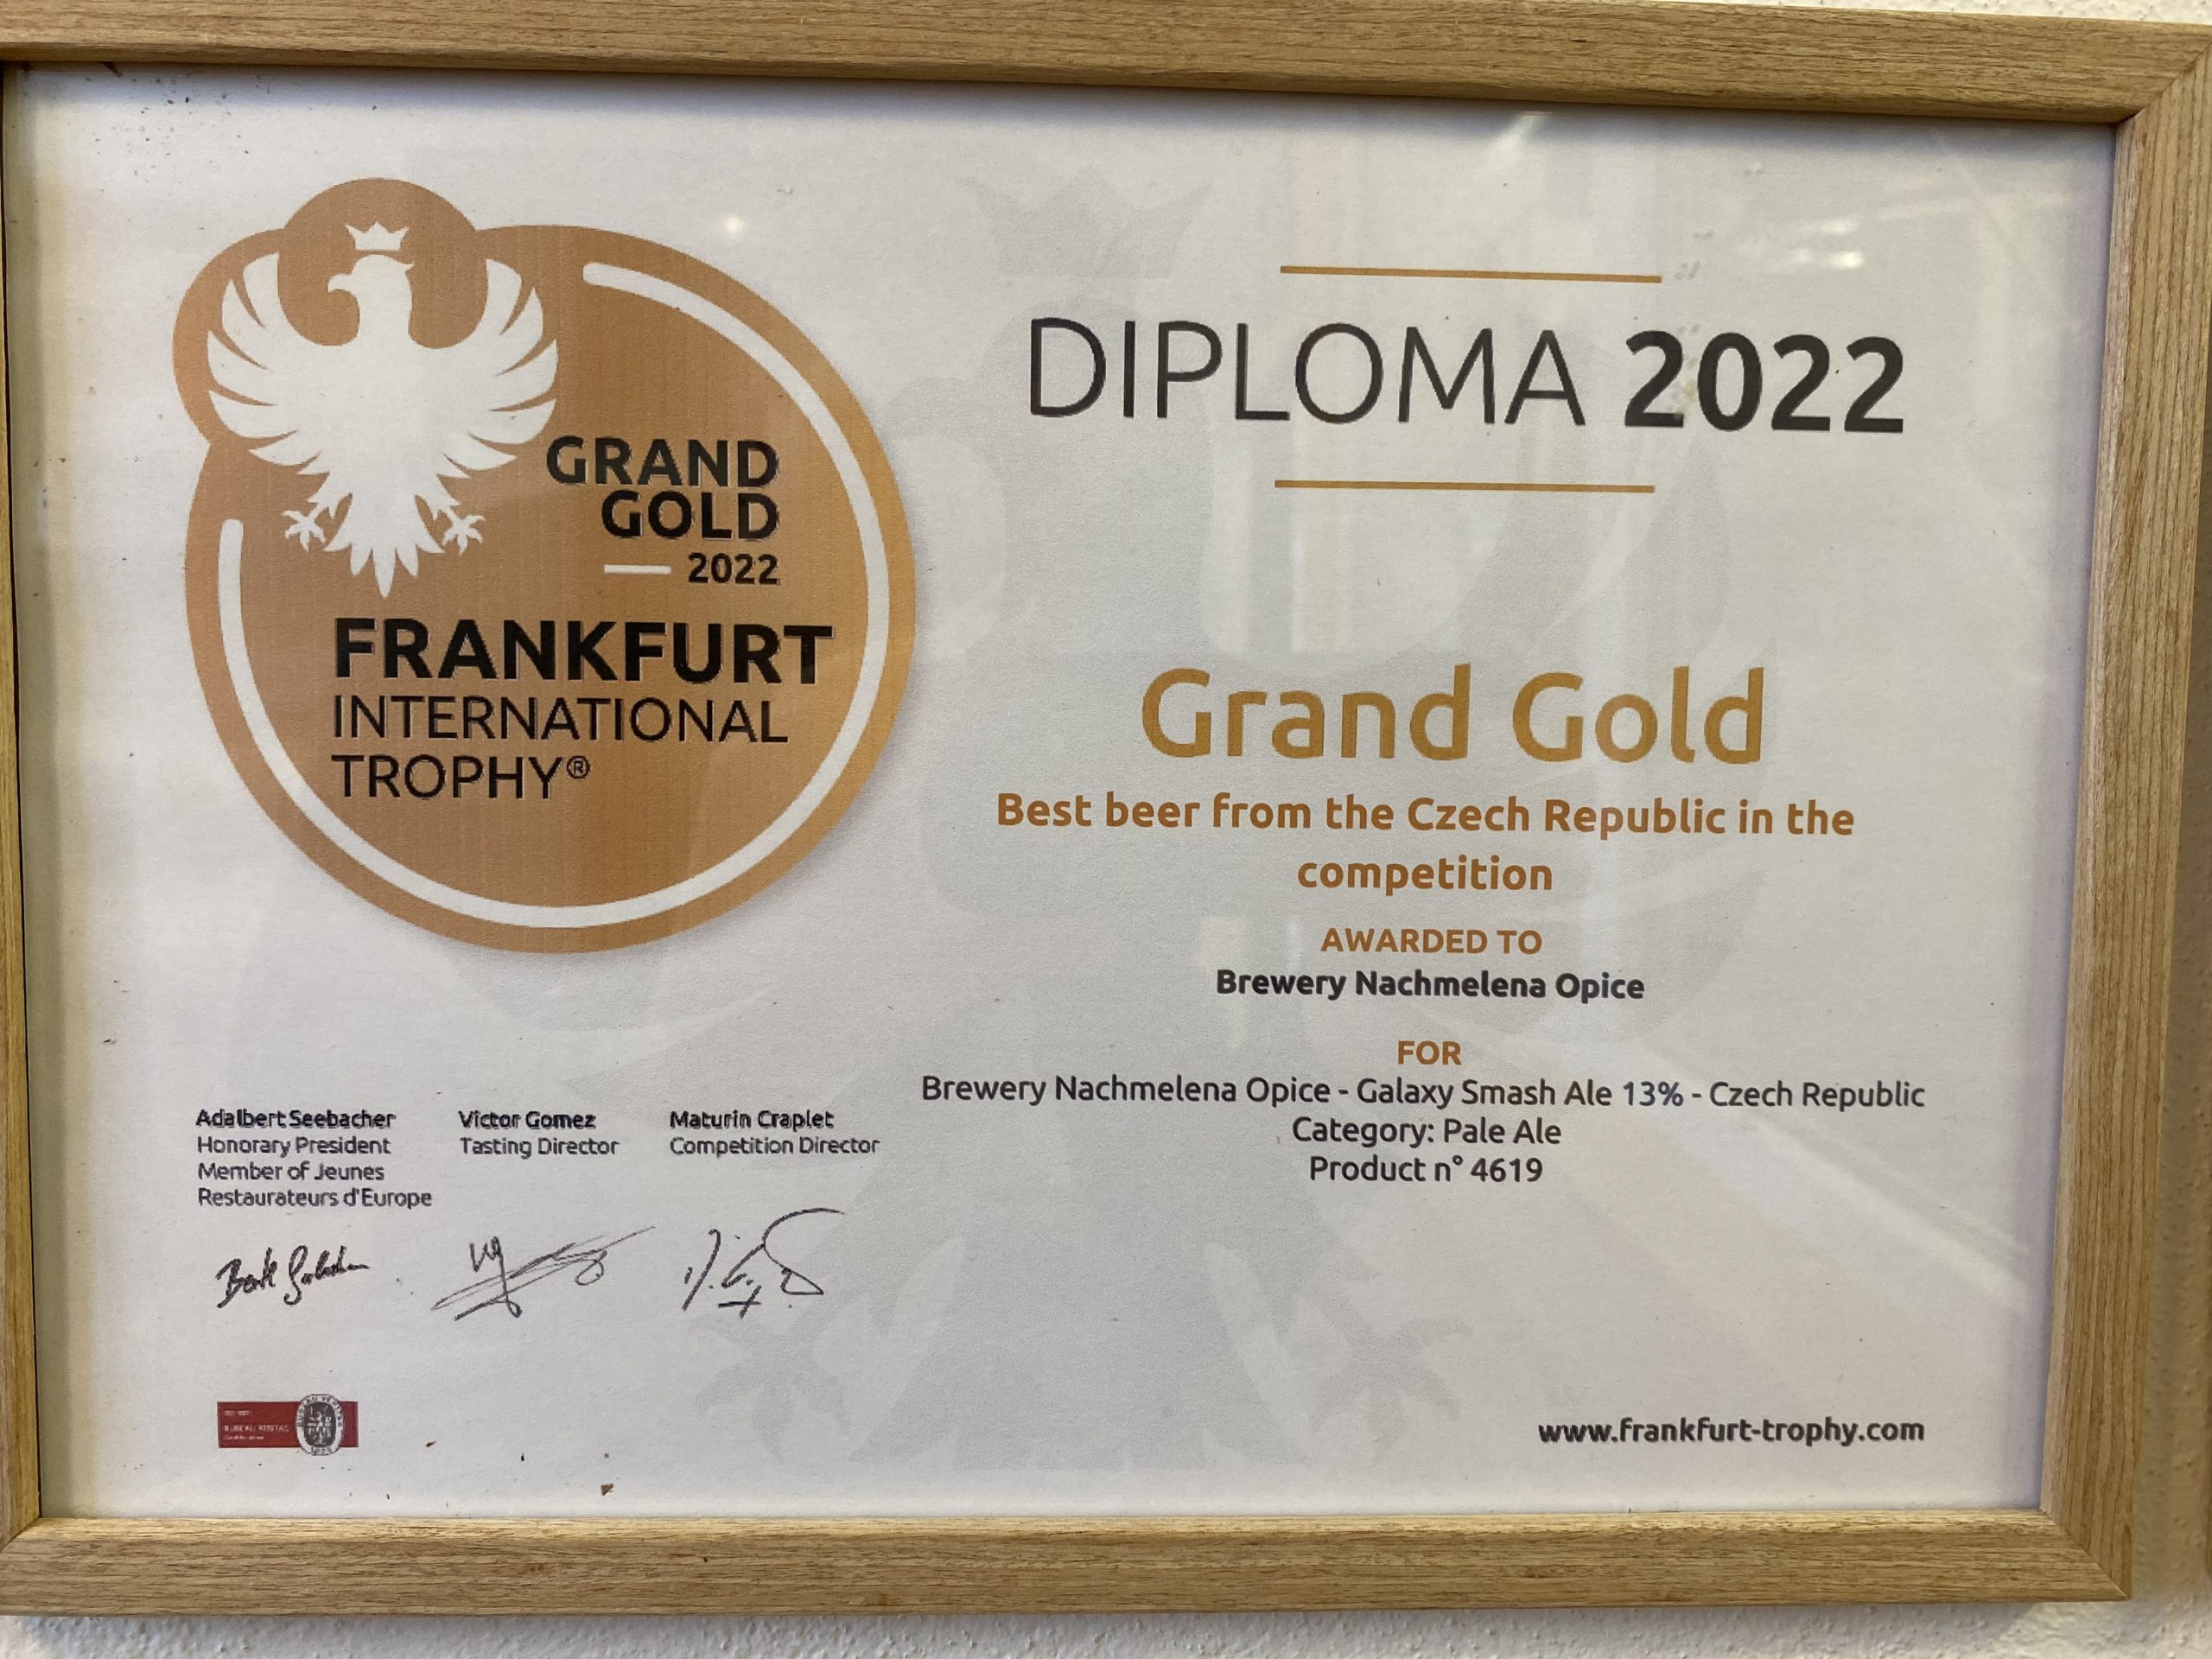 GRAND
GOLD
2022
FRANKFURT
INTERNATIONAL
TROPHY®
DIPLOMA 2022
Grand Gold
Best beer from the Czech Republic in the
competition
AWARDED TO
Brewery Nachmelena Opice
FOR
Brewery Nachmelena Opice - Galaxy Smash Ale 13% - Czech Republic
Category: Pale Ale
Product n° 4619
Adalbert Seebacher
Honorary President
Member of Jeunes
Restaurateurs d'Europe
Victor Gomez
Tasting Director
Maturin Craplet
Competition Director
BUREAU VERITAS
www.frankfurt-trophy.com